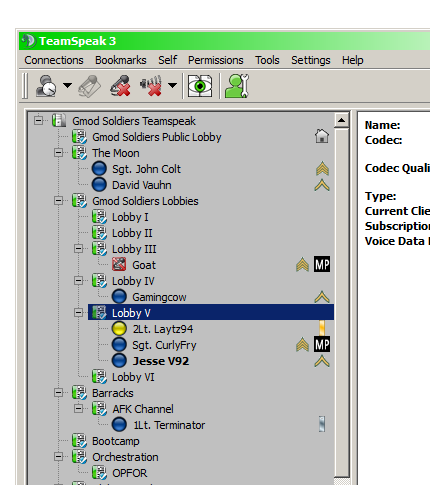 TeamSpeak 3
Connections Bookmarks Self Permissions Tools Settings Help
Gmod Soldiers Teamspeak
Gmod Soldiers Public Lobby
The Moon
Sgt. John Colt
David Vauhn
Gmod Soldiers Lobbies
Lobby I
Lobby II
Lobby III
Goat MP
Lobby IV
Gamingcow
Lobby V
2Lt. Laytz94
Sgt. CurlyFry MP
Jesse V92
Lobby VI
Barracks
AFK Channel
1Lt. Terminator
Bootcamp
Orchestration
OPFOR
Name:
Codec:
Codec Quali
Type:
Current Clie
Subscription
Voice Data